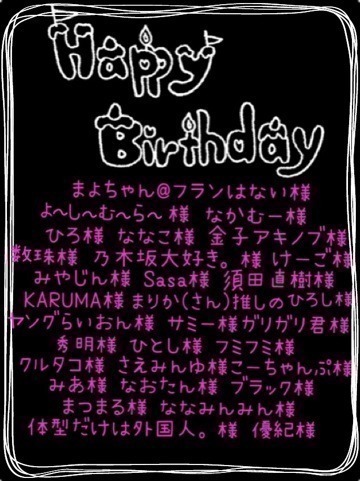 Happy
Birthday
まよちゃん@フランはない様
よ~し~む~ら~様 なかむー様
ひろ様 ななこ様 金子アキノブ様
数珠様 乃木坂大好き。様 けーご様
みやじん様 Sasa様 須田直樹様
KARUMA様 まりか(さん)推しのひろし様
ヤングらいおん様 サミー様ガリガリ君様
秀明様 ひとし様 フミフミ様
クルタコ様 さえみんゆ様こーちゃんぷ様
みあ様 なおたん様 ブラック様
まつまる様 ななみんみん様
体型だけは外国人。様 優紀様